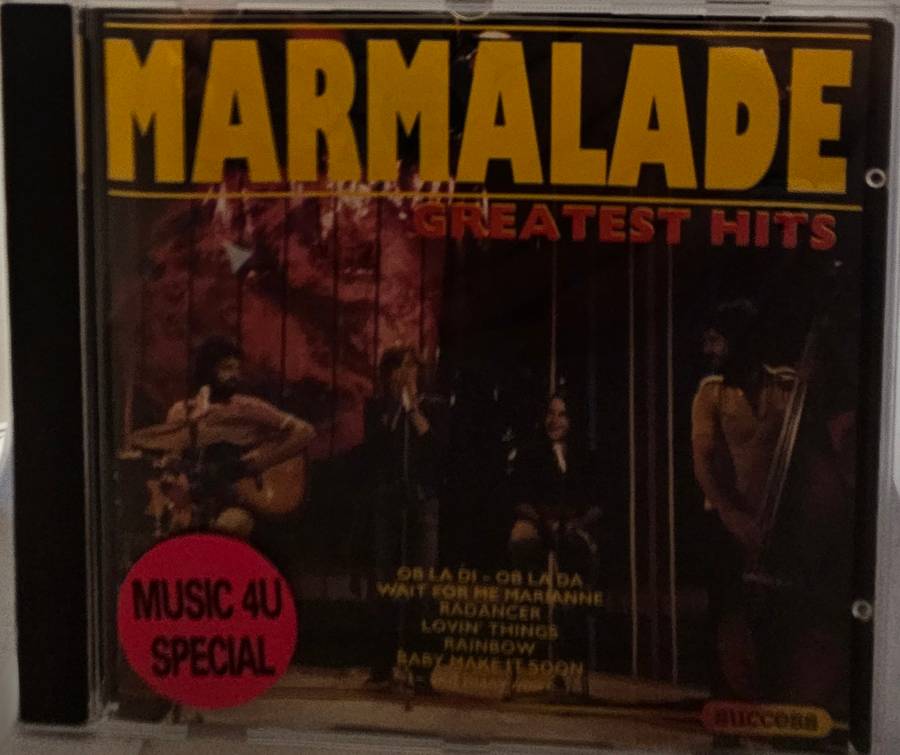 MARMALADE
GREATEST HITS
OB LA DI - OB LA DA
WAIT FOR ME MARIANNE
RADANCER
LOVIN' THINGS
RAINBOW
BABY MAKE IT SOON
MUSIC 4U
SPECIAL
success